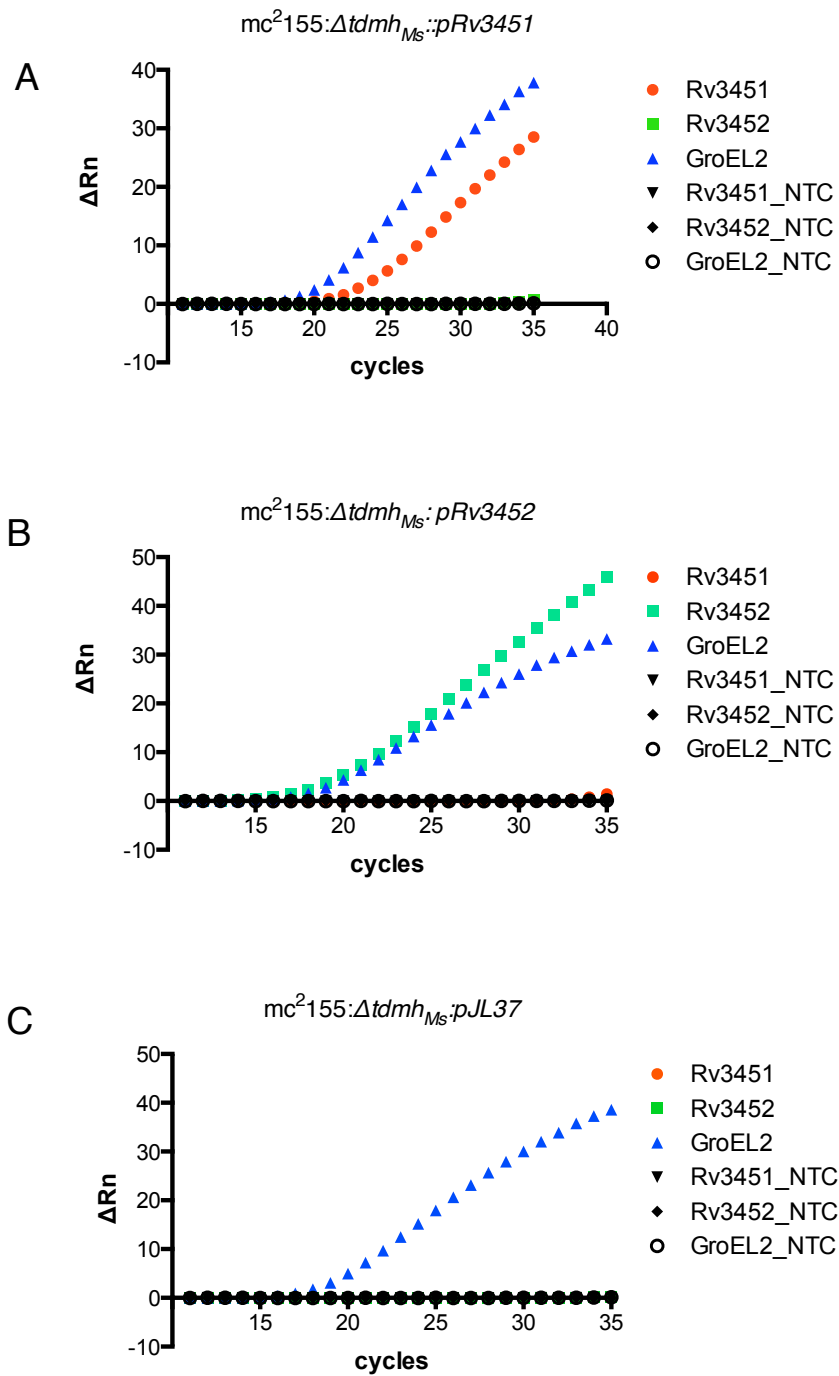 mc²155:Δtdmh_Ms::pRv3451
A
40
30
20
10
0
-10
ΔRn
15 20 25 30 35 40
cycles
Rv3451
Rv3452
GroEL2
Rv3451_NTC
Rv3452_NTC
GroEL2_NTC
mc²155:Δtdmh_Ms: pRv3452
B
50
40
30
20
10
0
-10
ΔRn
15 20 25 30 35
cycles
Rv3451
Rv3452
GroEL2
Rv3451_NTC
Rv3452_NTC
GroEL2_NTC
mc²155:Δtdmh_Ms:pJL37
C
50
40
30
20
10
0
-10
ΔRn
15 20 25 30 35
cycles
Rv3451
Rv3452
GroEL2
Rv3451_NTC
Rv3452_NTC
GroEL2_NTC